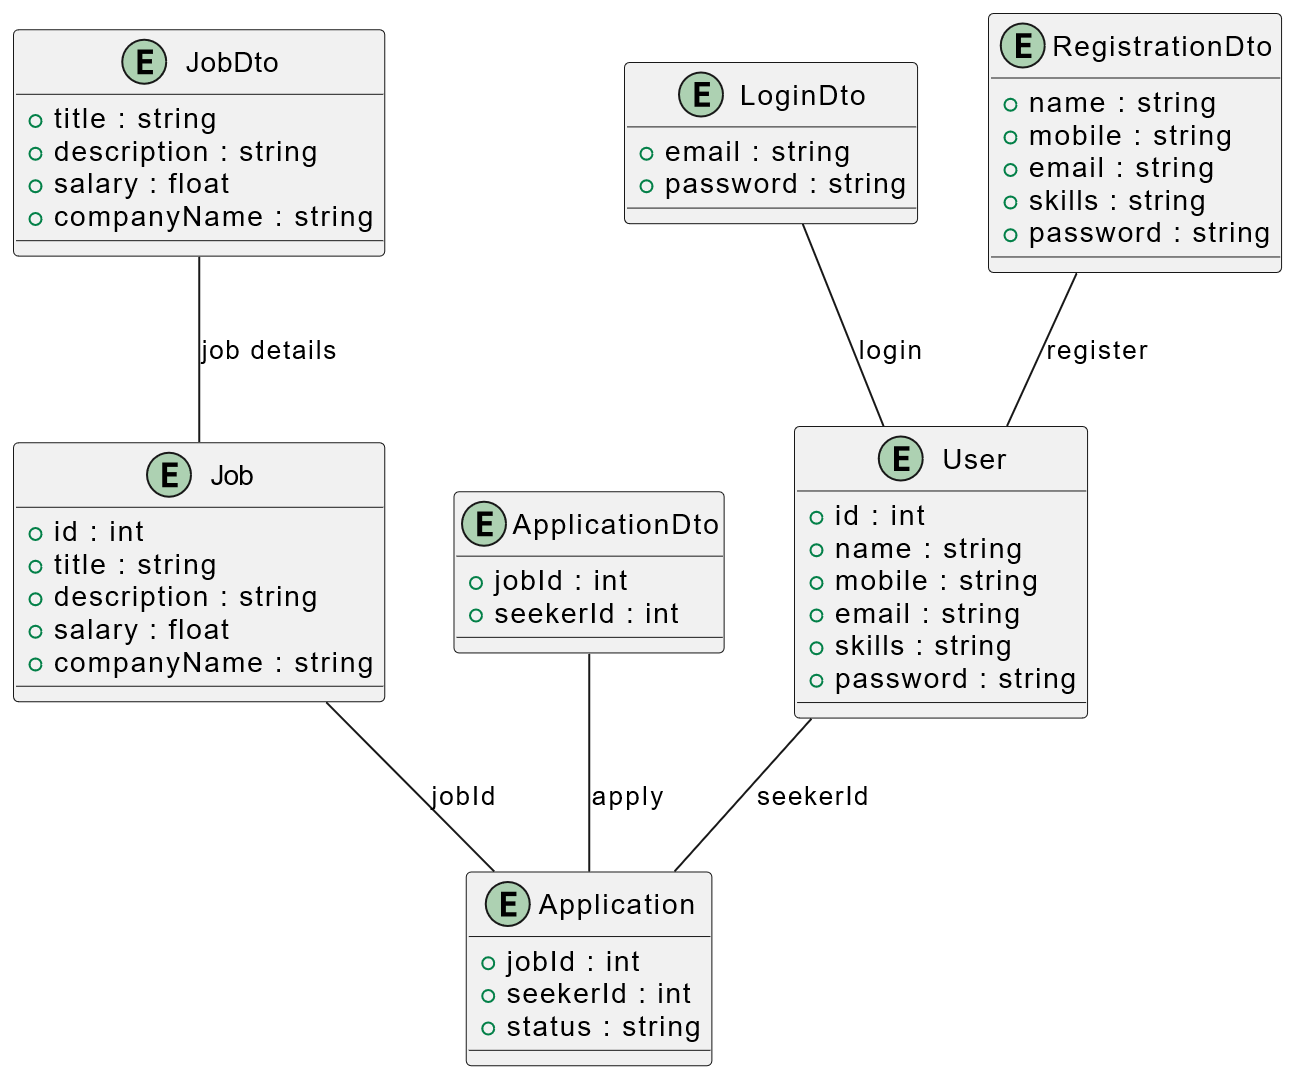 E JobDto
title : string
description : string
salary : float
companyName : string
E LoginDto
email : string
password : string
E RegistrationDto
name : string
mobile : string
email : string
skills : string
password : string
job details
login
register
E Job
id : int
title : string
description : string
salary : float
companyName : string
E ApplicationDto
jobId : int
seekerId : int
E User
id : int
name : string
mobile : string
email : string
skills : string
password : string
jobId
apply
seekerId
E Application
jobId : int
seekerId : int
status : string